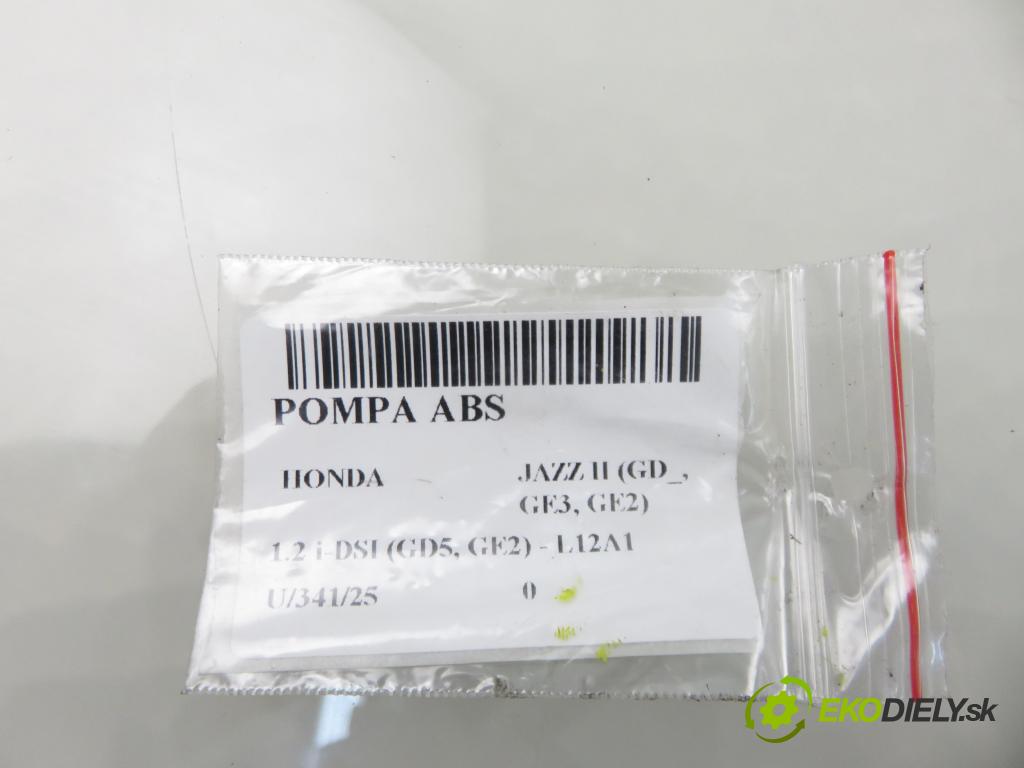 POMPA ABS
HONDA
JAZZ II (GD_,
GE3, GE2)
1.2 i-DSI (GD5, GE2) - L12A1
U/341/25
0
EKODIELY.sk